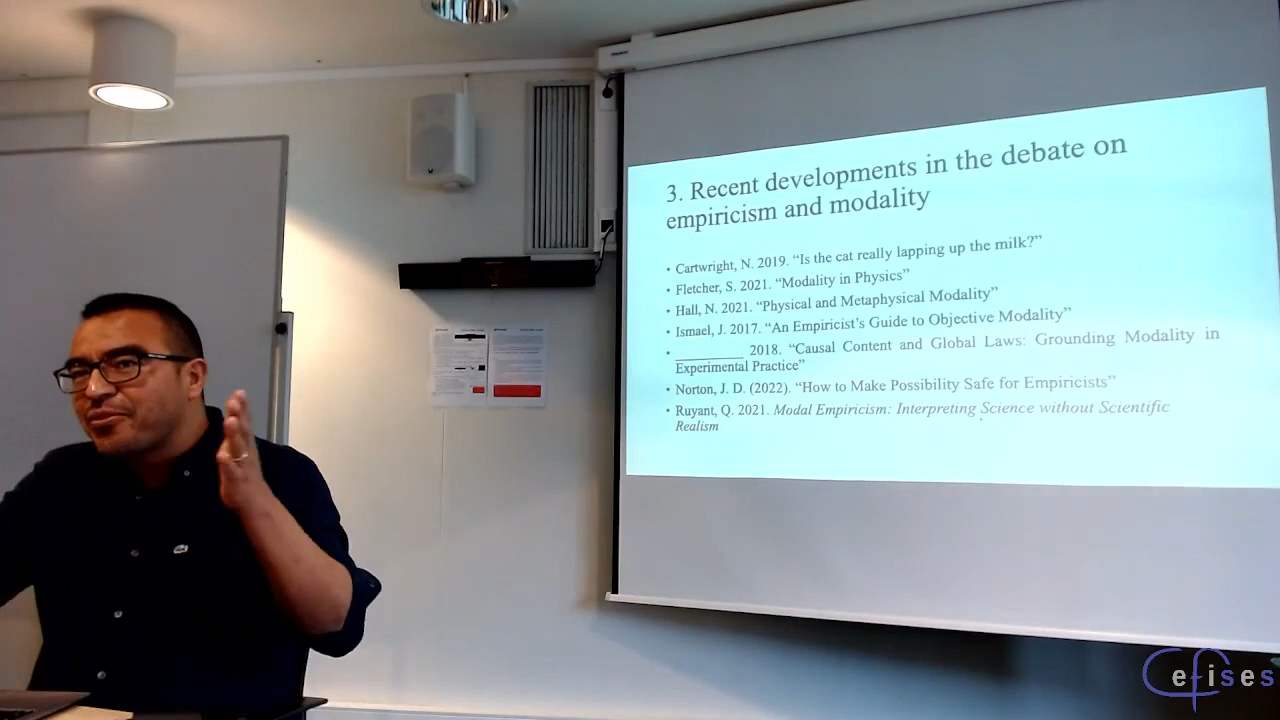 3. Recent developments in the debate on
empiricism and modality
• Cartwright, N. 2019. “Is the cat really lapping up the milk?”
• Fletcher, S. 2021. “Modality in Physics”
• Hall, N. 2021. “Physical and Metaphysical Modality”
• Ismael, J. 2017. “An Empiricist’s Guide to Objective Modality”
• __________ 2018. “Causal Content and Global Laws: Grounding Modality in
Experimental Practice”
• Norton, J. D. (2022). “How to Make Possibility Safe for Empiricists”
• Ruyant, Q. 2021. Modal Empiricism: Interpreting Science without Scientific
Realism
Cefises